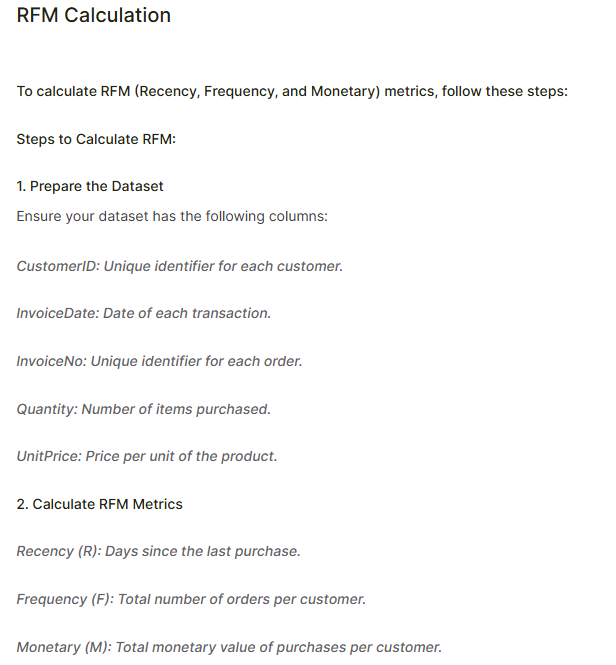 RFM Calculation
To calculate RFM (Recency, Frequency, and Monetary) metrics, follow these steps:
Steps to Calculate RFM:
1. Prepare the Dataset
Ensure your dataset has the following columns:
CustomerID: Unique identifier for each customer.
InvoiceDate: Date of each transaction.
InvoiceNo: Unique identifier for each order.
Quantity: Number of items purchased.
UnitPrice: Price per unit of the product.
2. Calculate RFM Metrics
Recency (R): Days since the last purchase.
Frequency (F): Total number of orders per customer.
Monetary (M): Total monetary value of purchases per customer.